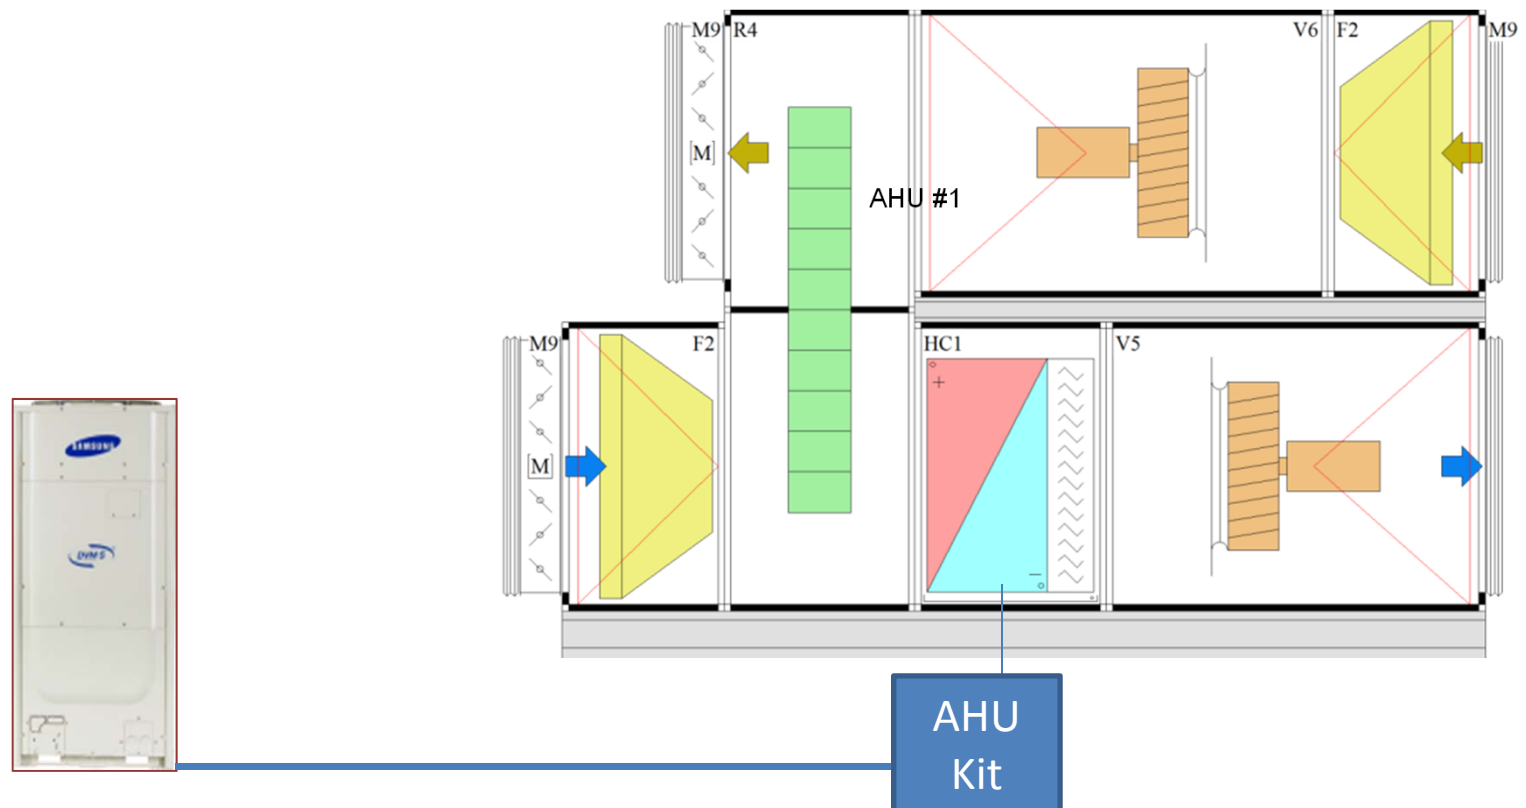 M9
R4
V6
F2
M9
[M]
AHU #1
M9
F2
HC1
V5
+
[M]
−
SAMSUNG
DVM S
AHU
Kit